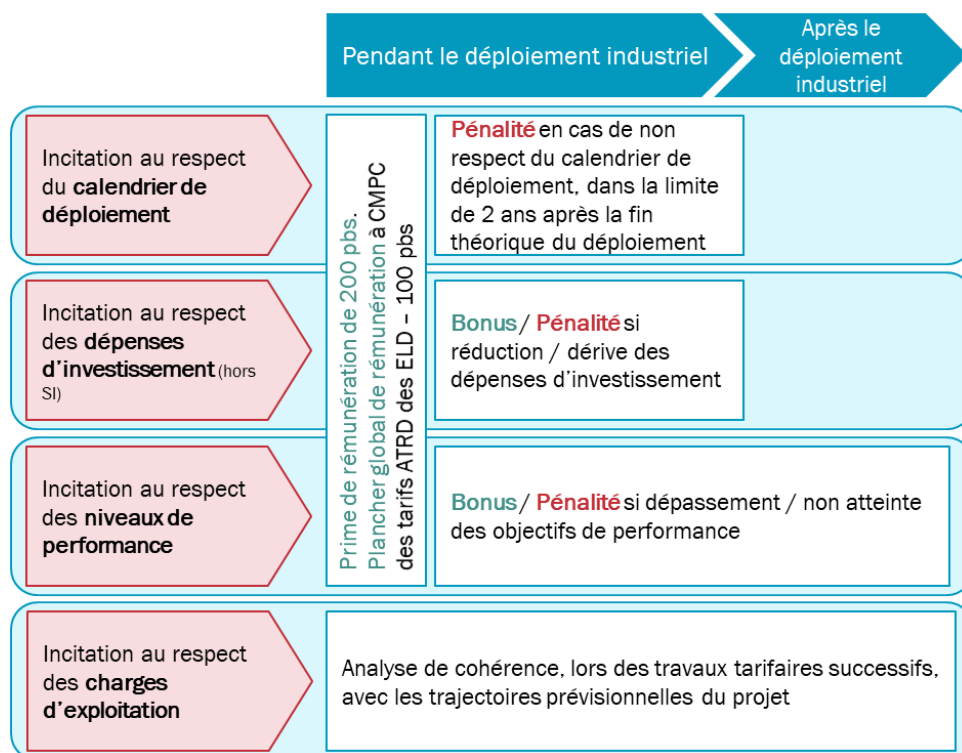 Pendant le déploiement industriel
Après le
déploiement
industriel
Incitation au respect
du calendrier de
déploiement
Prime de rémunération de 200 pbs.
Plancher global de rémunération à CMPC
des tarifs ATRD des ELD – 100 pbs
Pénalité en cas de non
respect du calendrier de
déploiement, dans la limite
de 2 ans après la fin
théorique du déploiement
Incitation au respect
des dépenses
d'investissement (hors
SI)
Bonus / Pénalité si
réduction / dérive des
dépenses d'investissement
Incitation au respect
des niveaux de
performance
Bonus / Pénalité si dépassement / non atteinte
des objectifs de performance
Incitation au respect
des charges
d'exploitation
Analyse de cohérence, lors des travaux tarifaires successifs,
avec les trajectoires prévisionnelles du projet